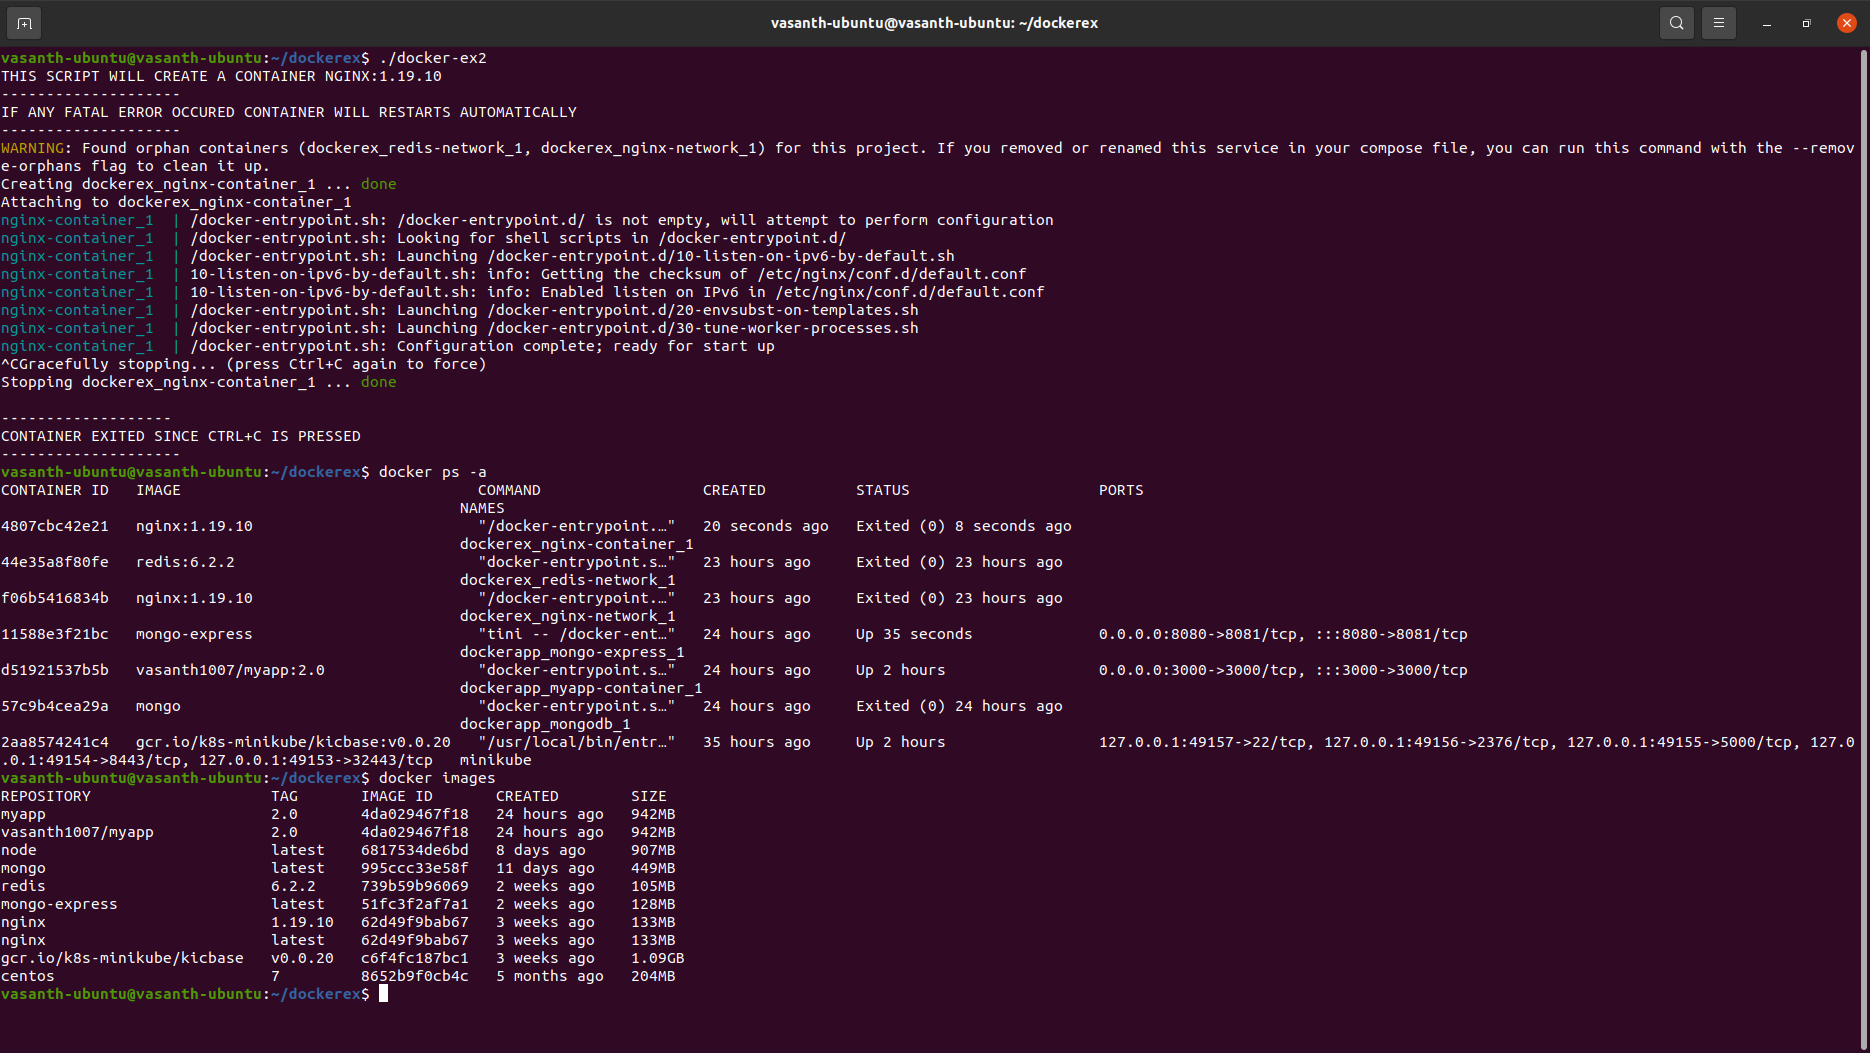 vasanth-ubuntu@vasanth-ubuntu: ~/dockerex
vasanth-ubuntu@vasanth-ubuntu:~/dockerex$ ./docker-ex2
THIS SCRIPT WILL CREATE A CONTAINER NGINX:1.19.10
--------------------
IF ANY FATAL ERROR OCCURED CONTAINER WILL RESTARTS AUTOMATICALLY
--------------------
WARNING: Found orphan containers (dockerex_redis-network_1, dockerex_nginx-network_1) for this project. If you removed or renamed this service in your compose file, you can run this command with the --remov
e-orphans flag to clean it up.
Creating dockerex_nginx-container_1 ... done
Attaching to dockerex_nginx-container_1
nginx-container_1  | /docker-entrypoint.sh: /docker-entrypoint.d/ is not empty, will attempt to perform configuration
nginx-container_1  | /docker-entrypoint.sh: Looking for shell scripts in /docker-entrypoint.d/
nginx-container_1  | /docker-entrypoint.sh: Launching /docker-entrypoint.d/10-listen-on-ipv6-by-default.sh
nginx-container_1  | 10-listen-on-ipv6-by-default.sh: info: Getting the checksum of /etc/nginx/conf.d/default.conf
nginx-container_1  | 10-listen-on-ipv6-by-default.sh: info: Enabled listen on IPv6 in /etc/nginx/conf.d/default.conf
nginx-container_1  | /docker-entrypoint.sh: Launching /docker-entrypoint.d/20-envsubst-on-templates.sh
nginx-container_1  | /docker-entrypoint.sh: Launching /docker-entrypoint.d/30-tune-worker-processes.sh
nginx-container_1  | /docker-entrypoint.sh: Configuration complete; ready for start up
^CGracefully stopping... (press Ctrl+C again to force)
Stopping dockerex_nginx-container_1 ... done
-------------------
CONTAINER EXITED SINCE CTRL+C IS PRESSED
--------------------
vasanth-ubuntu@vasanth-ubuntu:~/dockerex$ docker ps -a
CONTAINER ID   IMAGE                                 COMMAND                  CREATED          STATUS                     PORTS
                                                   NAMES
4807cbc42e21   nginx:1.19.10                         "/docker-entrypoint.…"   20 seconds ago   Exited (0) 8 seconds ago
                                                   dockerex_nginx-container_1
44e35a8f80fe   redis:6.2.2                           "docker-entrypoint.s…"   23 hours ago     Exited (0) 23 hours ago
                                                   dockerex_redis-network_1
f06b5416834b   nginx:1.19.10                         "/docker-entrypoint.…"   23 hours ago     Exited (0) 23 hours ago
                                                   dockerex_nginx-network_1
11588e3f21bc   mongo-express                         "tini -- /docker-ent…"   24 hours ago     Up 35 seconds              0.0.0.0:8080->8081/tcp, :::8080->8081/tcp
                                                   dockerapp_mongo-express_1
d51921537b5b   vasanth1007/myapp:2.0                 "docker-entrypoint.s…"   24 hours ago     Up 2 hours                 0.0.0.0:3000->3000/tcp, :::3000->3000/tcp
                                                   dockerapp_myapp-container_1
57c9b4cea29a   mongo                                 "docker-entrypoint.s…"   24 hours ago     Exited (0) 24 hours ago
                                                   dockerapp_mongodb_1
2aa8574241c4   gcr.io/k8s-minikube/kicbase:v0.0.20   "/usr/local/bin/entr…"   35 hours ago     Up 2 hours                 127.0.0.1:49157->22/tcp, 127.0.0.1:49156->2376/tcp, 127.0.0.1:49155->5000/tcp, 127.0
.0.1:49154->8443/tcp, 127.0.0.1:49153->32443/tcp   minikube
vasanth-ubuntu@vasanth-ubuntu:~/dockerex$ docker images
REPOSITORY                    TAG       IMAGE ID       CREATED        SIZE
myapp                         2.0       4da029467f18   24 hours ago   942MB
vasanth1007/myapp             2.0       4da029467f18   24 hours ago   942MB
node                          latest    6817534de6bd   8 days ago     907MB
mongo                         latest    995ccc33e58f   11 days ago    449MB
redis                         6.2.2     739b59b96069   2 weeks ago    105MB
mongo-express                 latest    51fc3f2af7a1   2 weeks ago    128MB
nginx                         1.19.10   62d49f9bab67   3 weeks ago    133MB
nginx                         latest    62d49f9bab67   3 weeks ago    133MB
gcr.io/k8s-minikube/kicbase   v0.0.20   c6f4fc187bc1   3 weeks ago    1.09GB
centos                        7         8652b9f0cb4c   5 months ago   204MB
vasanth-ubuntu@vasanth-ubuntu:~/dockerex$